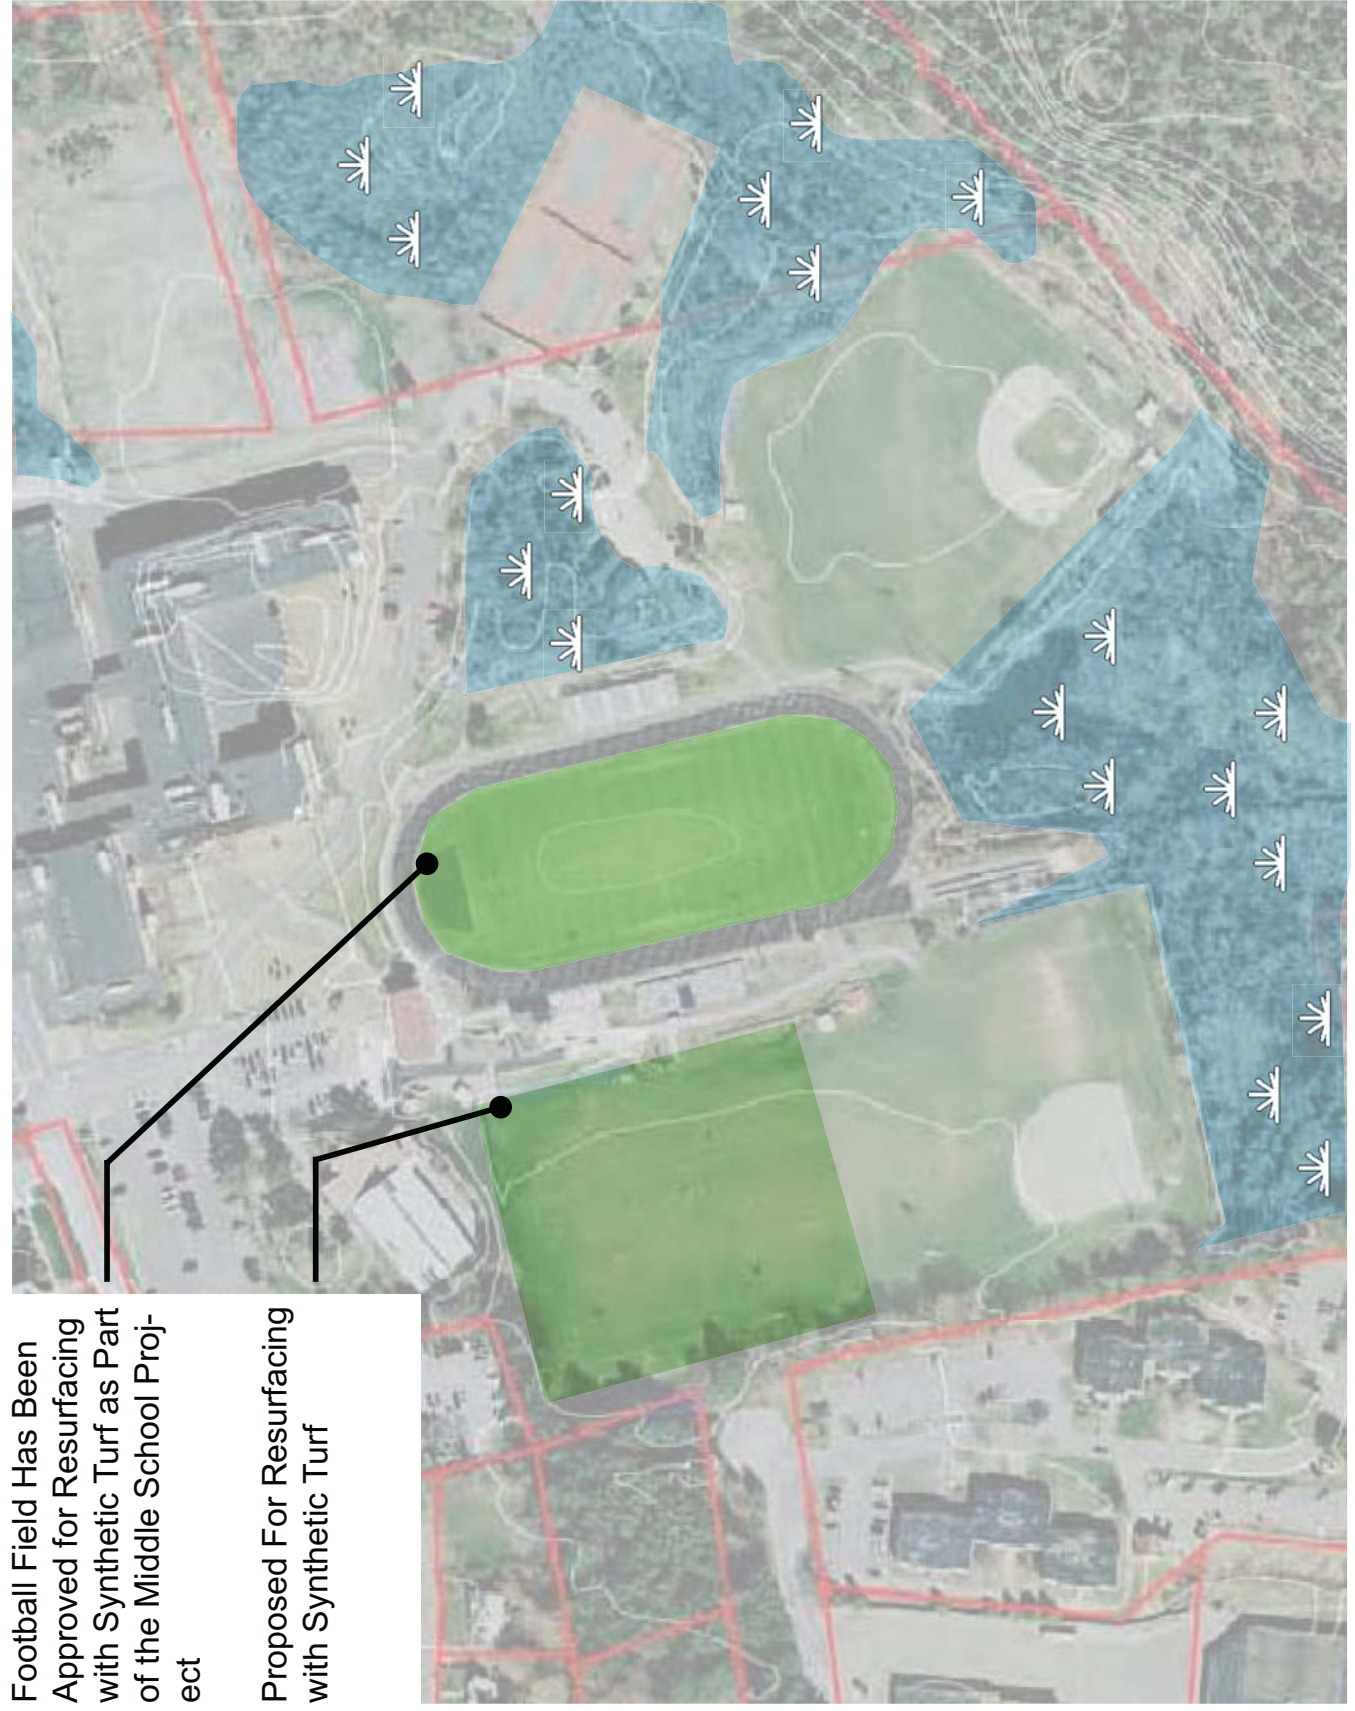 Football Field Has Been
Approved for Resurfacing
with Synthetic Turf as Part
of the Middle School Proj-
ect
Proposed For Resurfacing
with Synthetic Turf